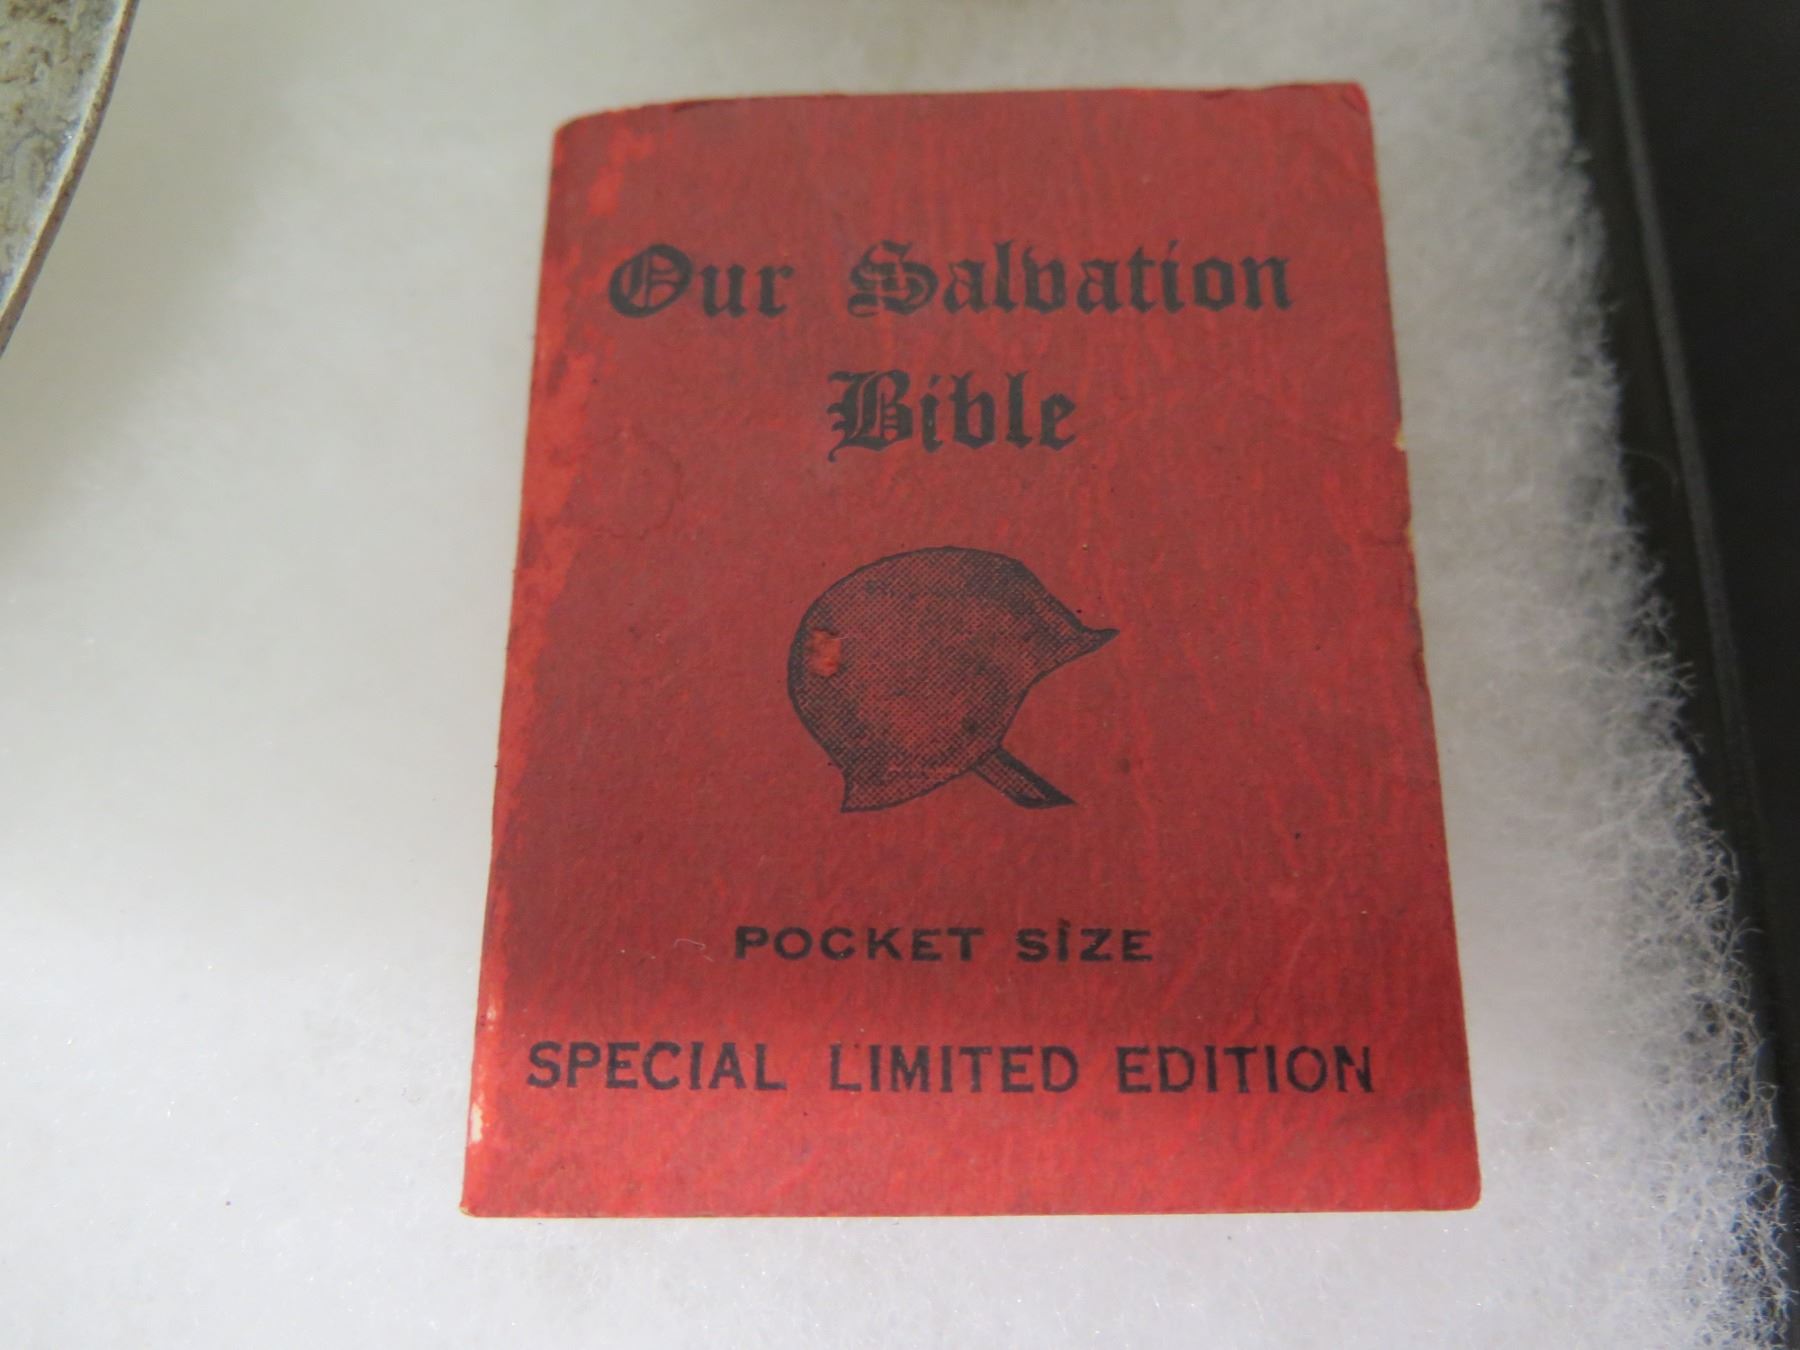 Our Salvation
Bible
POCKET SIZE
SPECIAL LIMITED EDITION